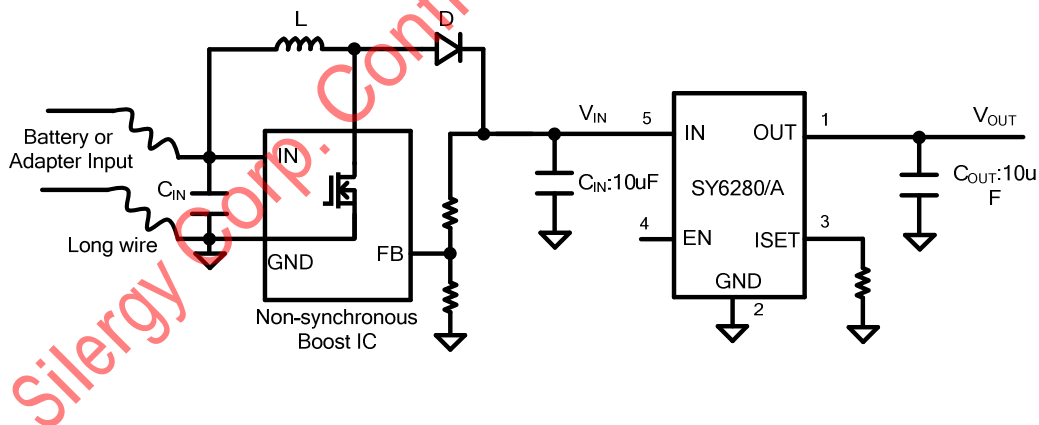 L
D
Battery or
Adapter Input
Long wire
C_IN
IN
GND
FB
Non-synchronous
Boost IC
V_IN
C_IN:10uF
5
IN
OUT
1
SY6280/A
4
EN
ISET
3
GND
2
V_OUT
C_OUT:10u
F
Silergy Corp.